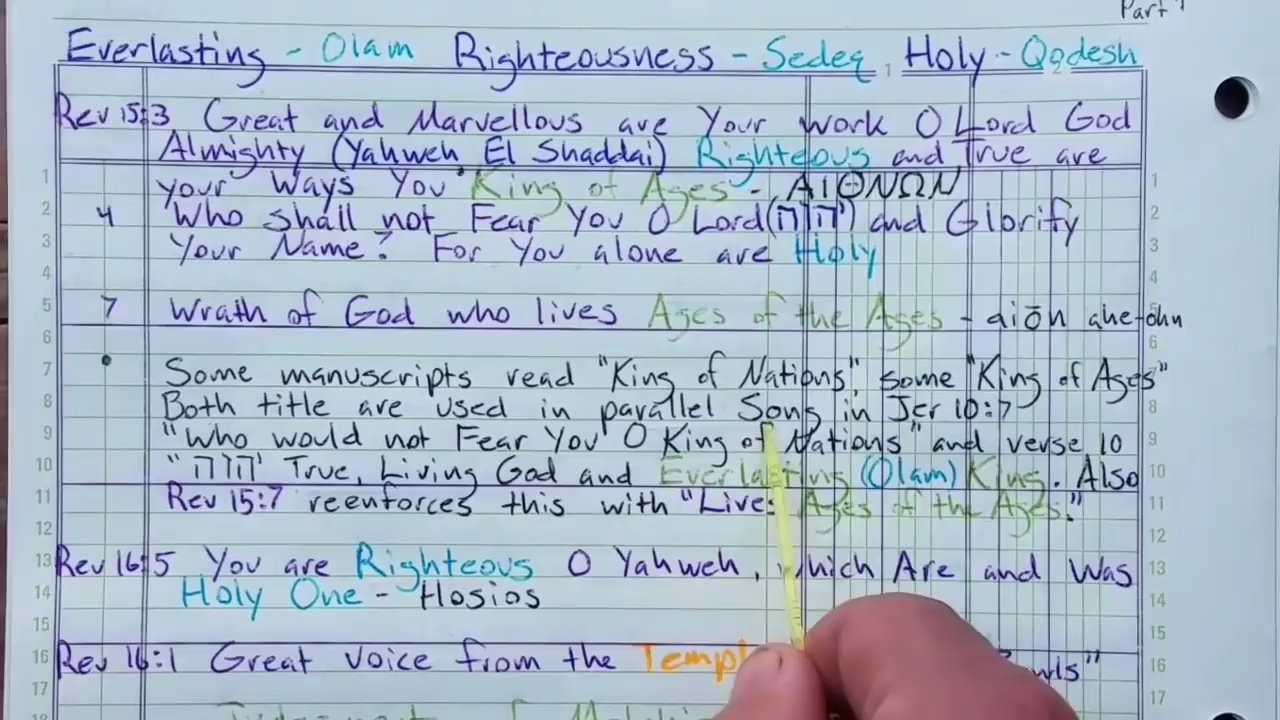 Part
Everlasting - Olam Righteousness - Sedeq Holy - Qodesh
Rev 15:3 Great and Marvellous are Your work O Lord God
Almighty (Yahweh El Shaddai) Righteous and True are
your Ways You King of Ages - ΑΙΘΝΩΝ
4 Who shall not Fear You O Lord (יהוה) and Glorify
Your Name? For You alone are Holy
7 Wrath of God who lives Ages of the Ages - aiōn ahe-ohn
Some manuscripts read "King of Nations", some "King of Ages"
Both title are used in parallel Song in Jer 10:7
"Who would not Fear You O King of Nations" and verse 10
"יהוה True, Living God and Everlasting (Olam) King. Also
Rev 15:7 reenforces this with "Lives Ages of the Ages."
Rev 16:5 You are Righteous O Yahweh, which Are and Was
Holy One - Hosios
Rev 16:1 Great voice from the